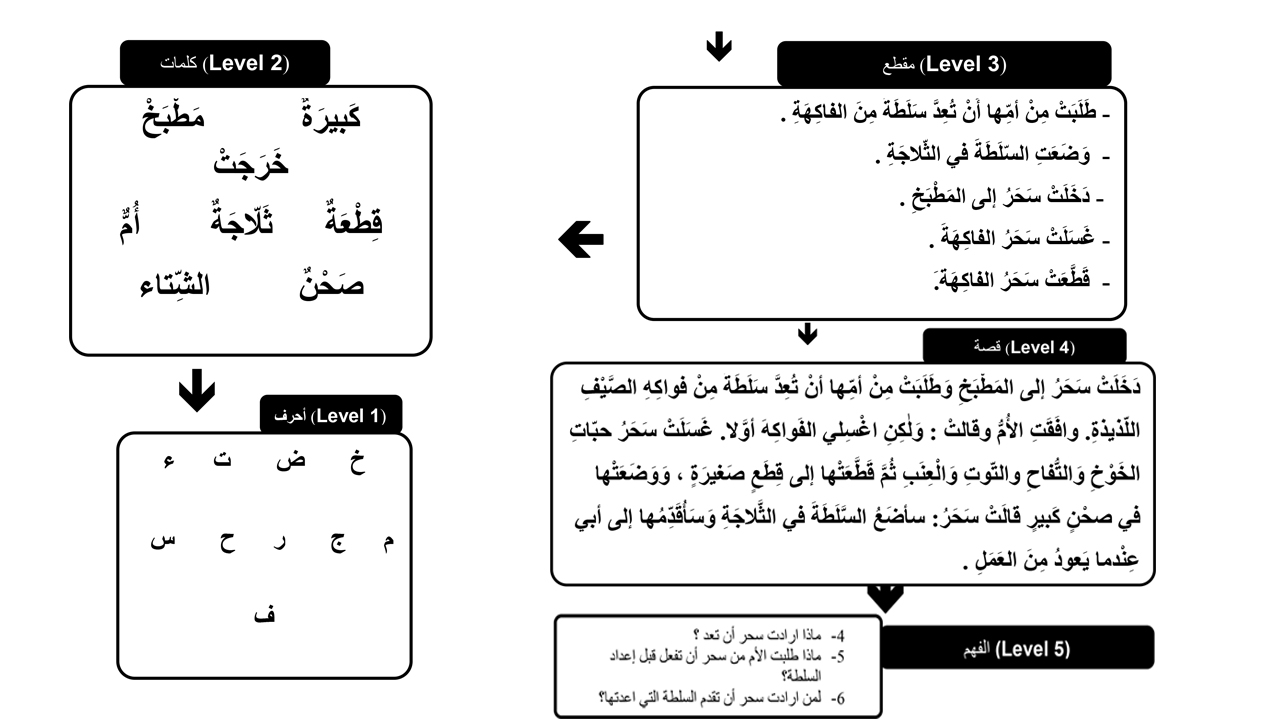 مقطع (Level 3)
- طَلَبَتْ مِنْ أمِّها أنْ تُعِدَّ سَلَطَة مِنَ الفاكِهَةِ .
- وَضَعَتِ السّلَطَةَ في الثّلاجَةِ .
- دَخَلَتْ سَحَرُ إلى المَطْبَخِ .
- غَسَلَتْ سَحَرُ الفاكِهَةَ .
- قَطَّعَتْ سَحَرُ الفاكِهَةَ.
كلمات (Level 2)
كَبيرَةٌ مَطْبَخْ
خَرَجَتْ
قِطْعَةٌ ثَلّاجَةٌ أُمٌّ
صَحْنٌ الشِّتاء
أحرف (Level 1)
خ ض ت ء
م ج ر ح س
ف
قصة (Level 4)
دَخَلَتْ سَحَرُ إلى المَطْبَخِ وَطَلَبَتْ مِنْ أمِّها أنْ تُعِدَّ سَلَطَة مِنْ فواكِهِ الصَّيْفِ
اللّذيذةِ. وافَقَتِ الأُمُّ وقالتْ : وَلٰكِنِ اغْسِلي الفَواكِهَ أوَّلا. غَسَلَتْ سَحَرُ حبّاتِ
الخَوْخِ وَالتُّفاحِ والتّوتِ وَالْعِنَبِ ثُمَّ قَطَّعَتْها إلى قِطَعٍ صَغيرَةٍ ، وَوَضَعَتْها
في صحْنٍ كَبيرٍ قالَتْ سَحَرُ: سأضَعُ السَّلَطَةَ في الثَّلاجَةِ وَسَأُقَدِّمُها إلى أبي
عِنْدما يَعودُ مِنَ العَمَلِ .
الفهم (Level 5)
4- ماذا ارادت سحر أن تعد ؟
5- ماذا طلبت الأم من سحر أن تفعل قبل إعداد
السلطة؟
6- لمن ارادت سحر أن تقدم السلطة التي اعدتها؟